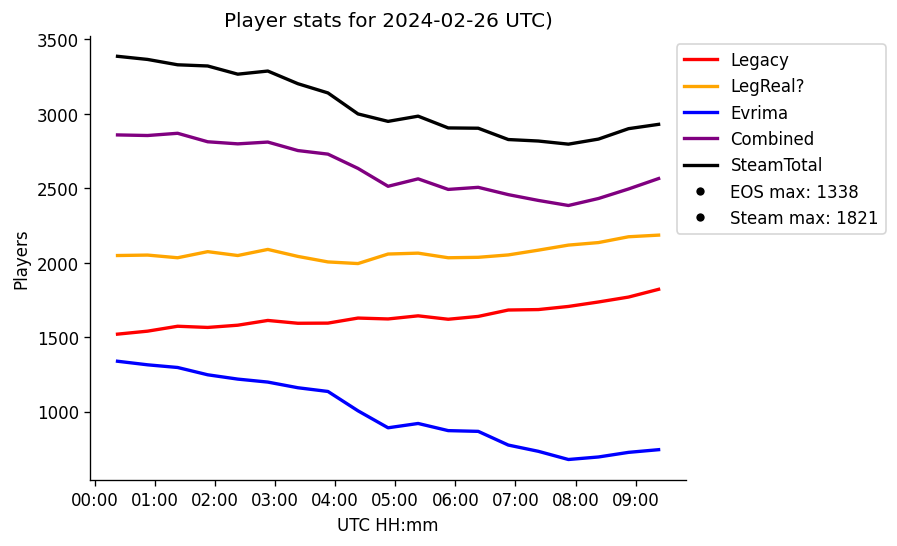 Player stats for 2024-02-26 UTC)
3500
3000
2500
2000
1500
1000
Players
00:00 01:00 02:00 03:00 04:00 05:00 06:00 07:00 08:00 09:00
UTC HH:mm
Legacy
LegReal?
Evrima
Combined
SteamTotal
EOS max: 1338
Steam max: 1821